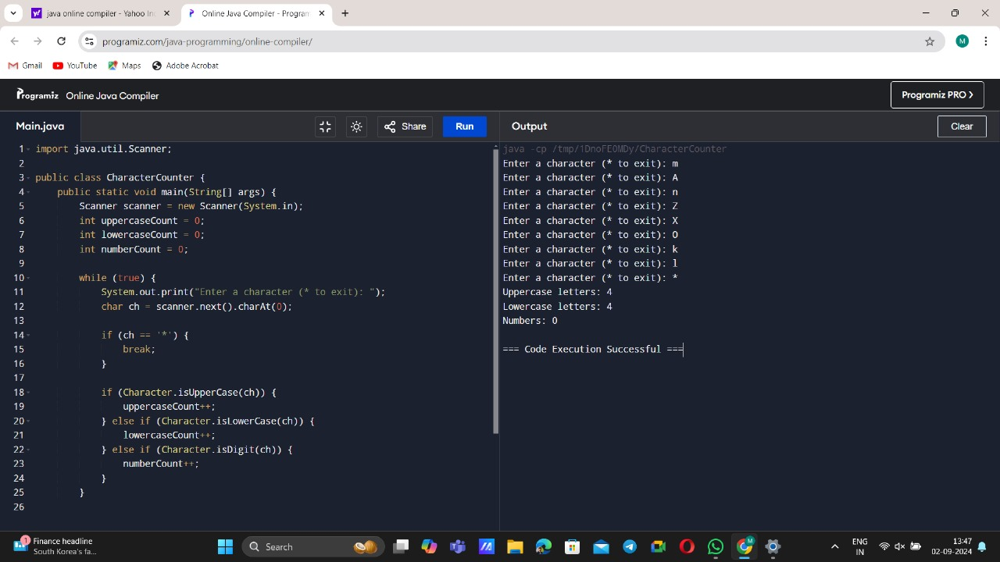 java online compiler - Yahoo In
Online Java Compiler - Program
programiz.com/java-programming/online-compiler/
M
Gmail
YouTube
Maps
Adobe Acrobat
Programiz
Online Java Compiler
Programiz PRO >
Main.java
Share
Run
Output
Clear
1 import java.util.Scanner;
2
3 public class CharacterCounter {
4 public static void main(String[] args) {
5 Scanner scanner = new Scanner(System.in);
6 int uppercaseCount = 0;
7 int lowercaseCount = 0;
8 int numberCount = 0;
9
10 while (true) {
11 System.out.print("Enter a character (* to exit): ");
12 char ch = scanner.next().charAt(0);
13
14 if (ch == '*') {
15 break;
16 }
17
18 if (Character.isUpperCase(ch)) {
19 uppercaseCount++;
20 } else if (Character.isLowerCase(ch)) {
21 lowercaseCount++;
22 } else if (Character.isDigit(ch)) {
23 numberCount++;
24 }
25 }
26
java -cp /tmp/1DnoFE0MDy/CharacterCounter
Enter a character (* to exit): m
Enter a character (* to exit): A
Enter a character (* to exit): n
Enter a character (* to exit): Z
Enter a character (* to exit): X
Enter a character (* to exit): O
Enter a character (* to exit): k
Enter a character (* to exit): l
Enter a character (* to exit): *
Uppercase letters: 4
Lowercase letters: 4
Numbers: 0
=== Code Execution Successful ===
1
Finance headline
South Korea's fa...
Search
M
ENG
IN
13:47
02-09-2024